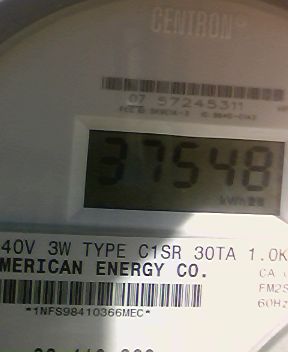 CENTRON®
07 57245311
37548
kWh
40V 3W TYPE C1SR 30TA 1.0K
MERICAN ENERGY CO.
CA
FM2S
60Hz
*1NFS98410366MEC*